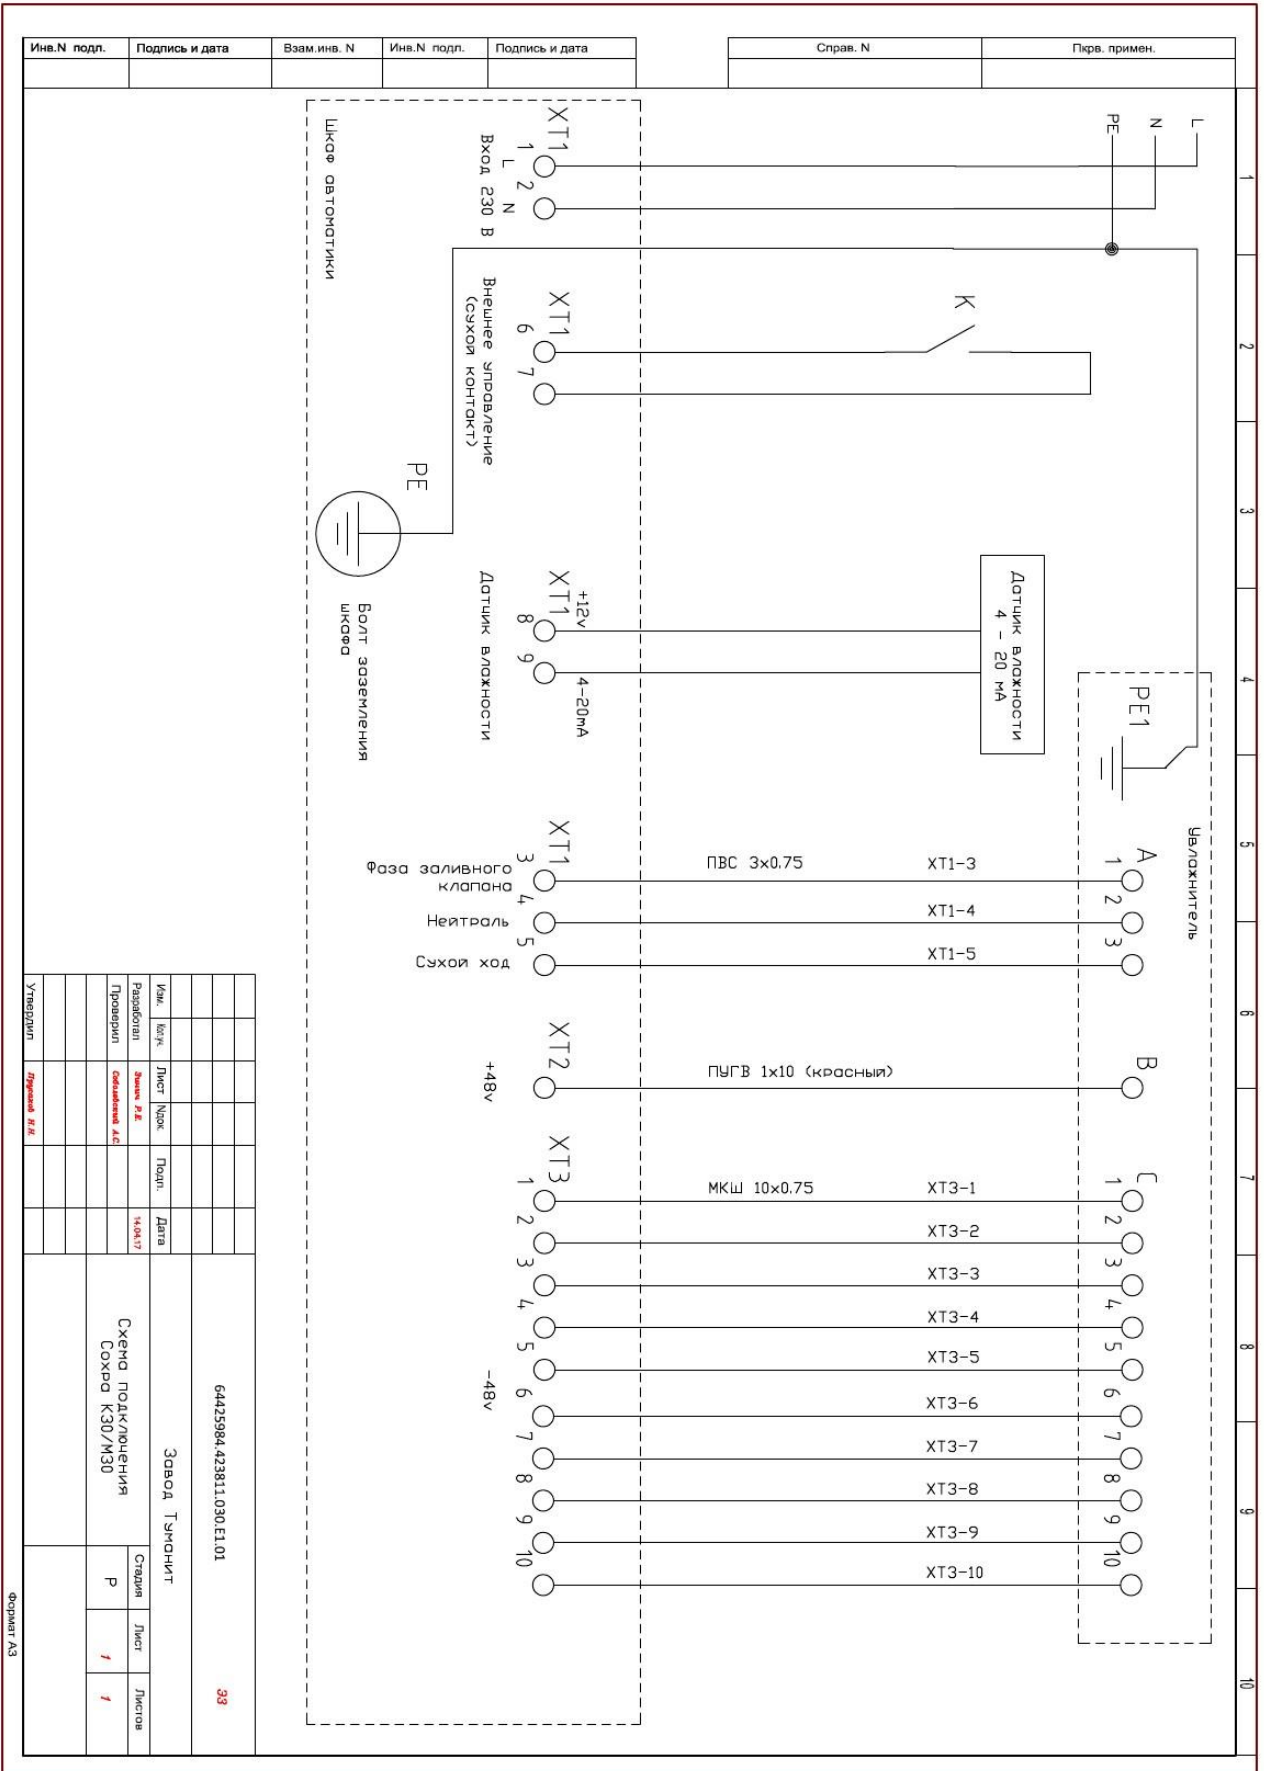 Инв.N подл.
Подпись и дата
Взам.инв. N
Инв.N подл.
Подпись и дата
Справ. N
Пкрв. примен.
L
N
PE
1
2
3
4
5
6
7
8
9
10
XT1
1
L
2
N
Вход 230 В
Шкаф автоматики
XT1
6
7
Внешнее управление
(сухой контакт)
K
PE
Болт заземления
шкафа
XT1
+12v
8
9
4-20mA
Датчик влажности
Датчик влажности
4 - 20 мА
PE1
Увлажнитель
XT1
3
4
5
Фаза заливного
клапана
Нейтраль
Сухой ход
ПВС 3x0.75
XT1-3
XT1-4
XT1-5
A
1
2
3
XT2
+48v
ПУГВ 1x10 (красный)
B
XT3
1
2
3
4
5
6
7
8
9
10
-48v
МКШ 10x0.75
XT3-1
XT3-2
XT3-3
XT3-4
XT3-5
XT3-6
XT3-7
XT3-8
XT3-9
XT3-10
C
1
2
3
4
5
6
7
8
9
10
64425984.423811.030.E1.01
ЭЗ
Изм.
Кол.уч.
Лист
Nдок.
Подп.
Дата
Разработал
14.04.17
Проверил
Соболевский А.С.
Утвердил
Завод Туманит
Схема подключения
Сохра К30/М30
Стадия
Лист
Листов
Р
1
1
Формат А3